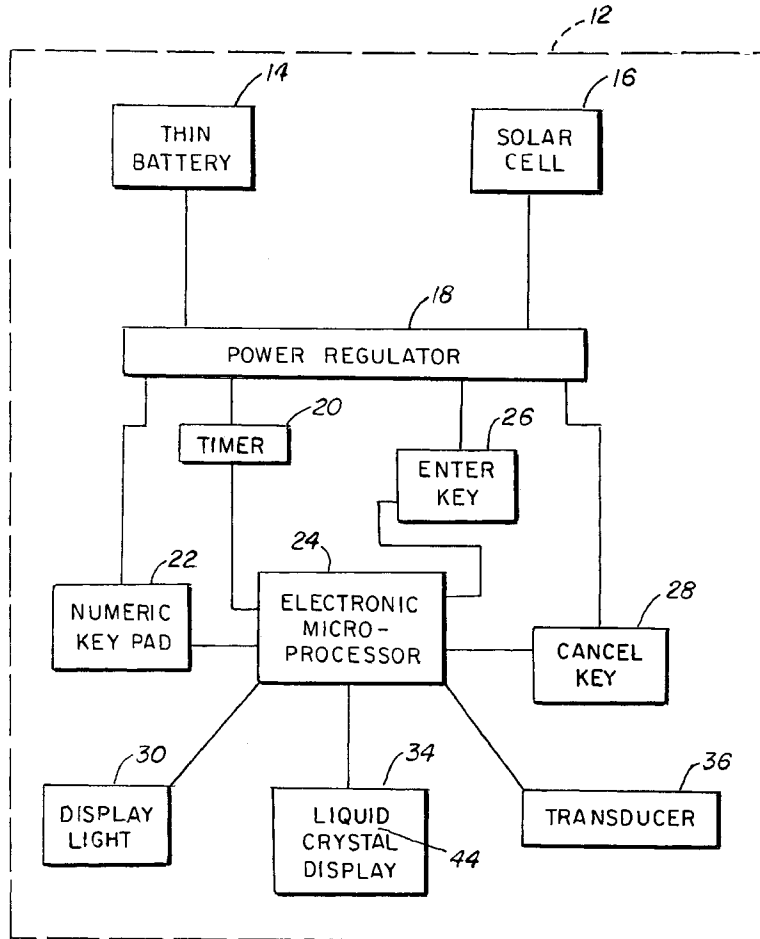 12
14
THIN
BATTERY
16
SOLAR
CELL
18
POWER REGULATOR
20
TIMER
26
ENTER
KEY
22
NUMERIC
KEY PAD
24
ELECTRONIC
MICRO-
PROCESSOR
28
CANCEL
KEY
30
DISPLAY
LIGHT
34
LIQUID
CRYSTAL
DISPLAY
44
36
TRANSDUCER